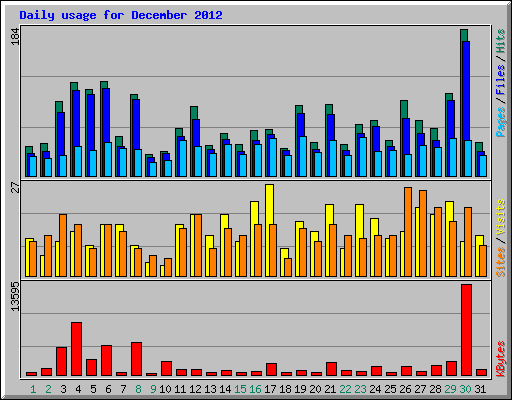 Daily usage for December 2012
184
27
13595
Pages / Files / Hits
Sites / Visits
KBytes
1 2 3 4 5 6 7 8 9 10 11 12 13 14 15 16 17 18 19 20 21 22 23 24 25 26 27 28 29 30 31